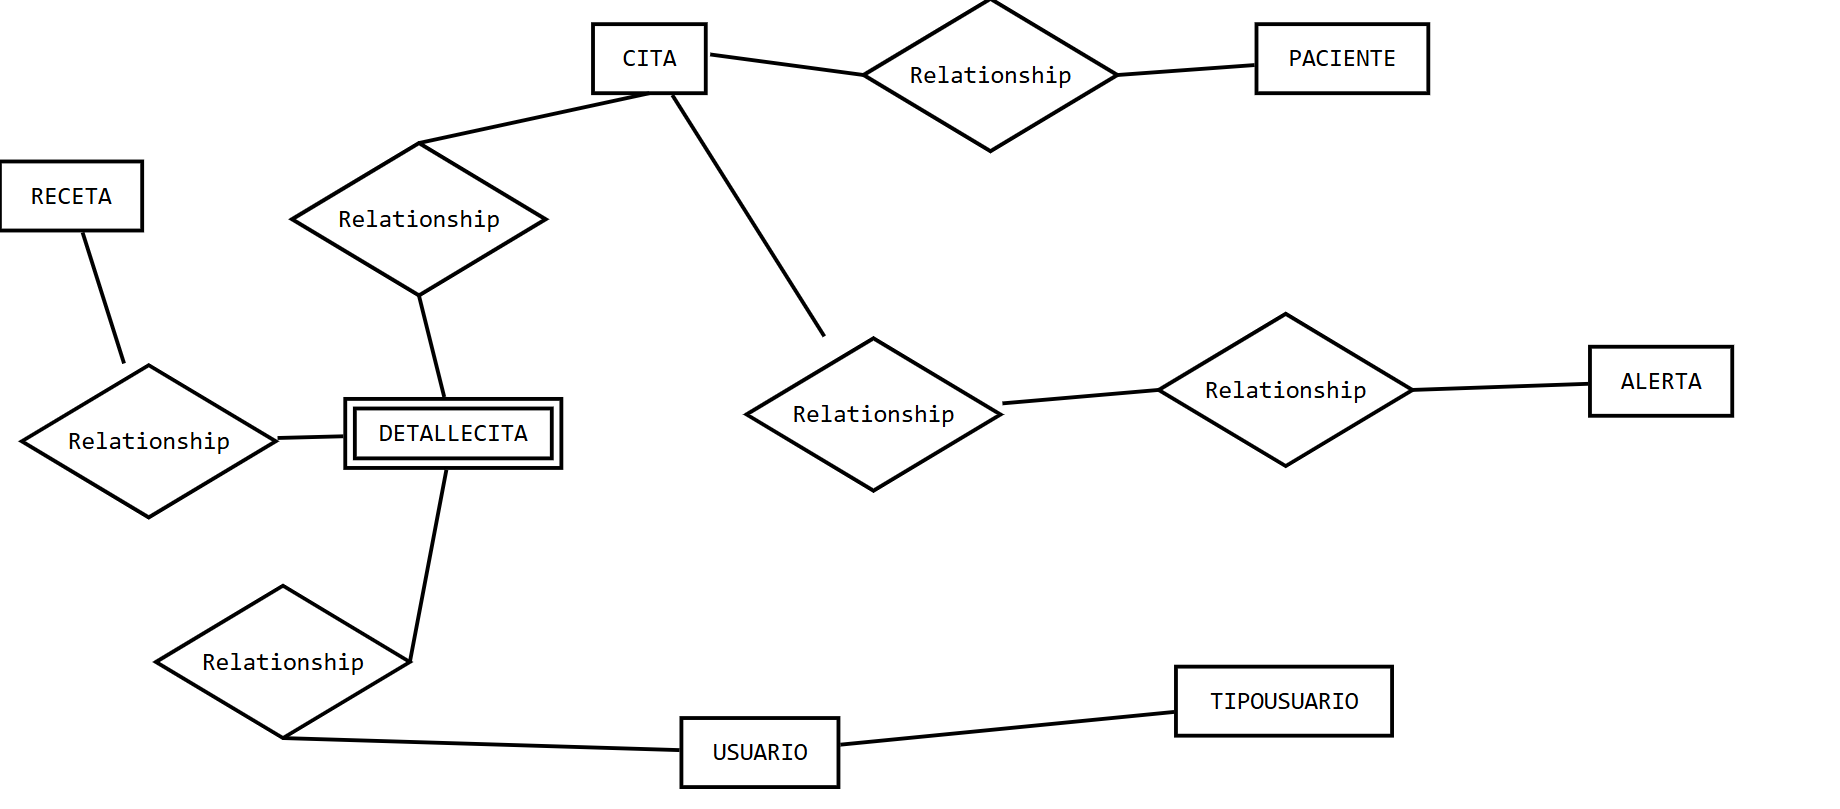 CITA
Relationship
PACIENTE
RECETA
Relationship
Relationship
ALERTA
Relationship
Relationship
DETALLECITA
Relationship
TIPOUSUARIO
USUARIO